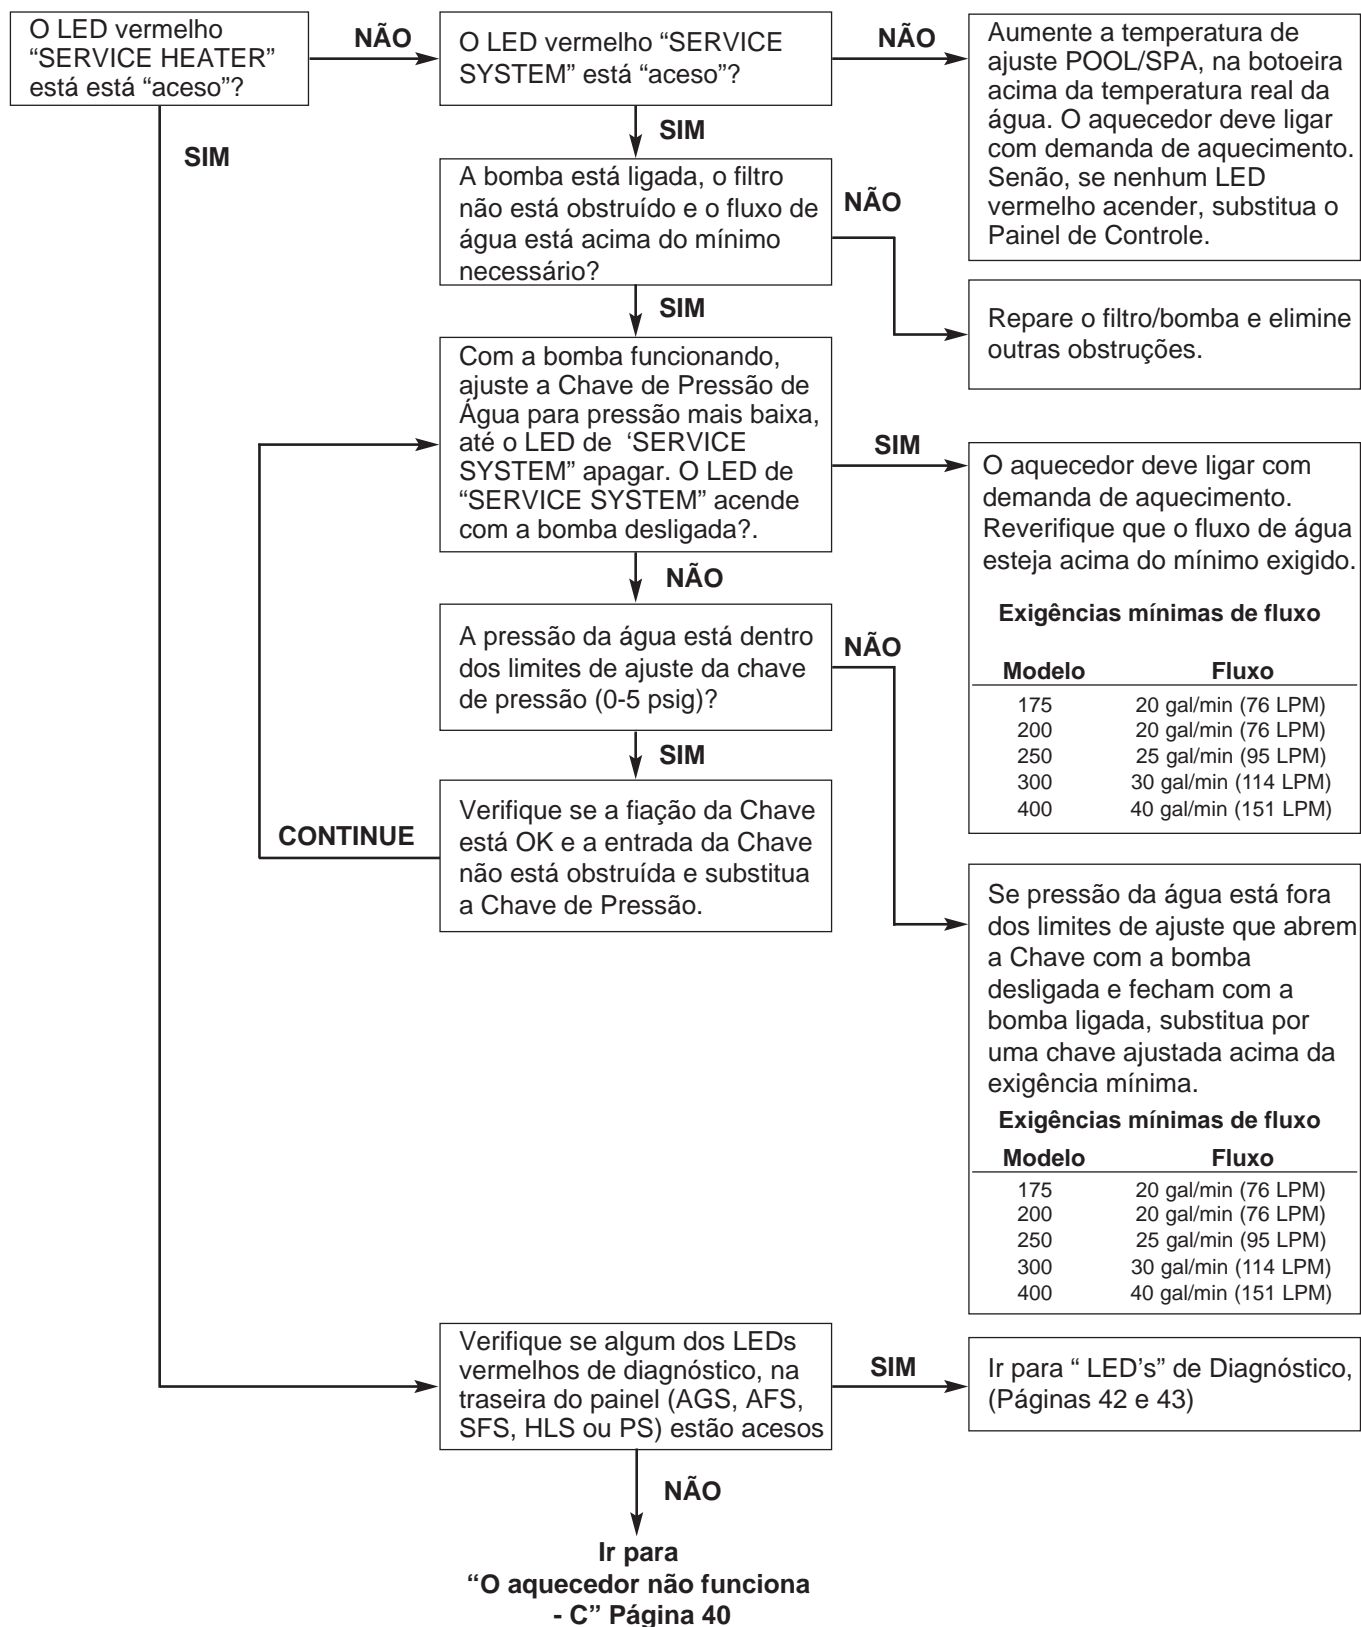 O LED vermelho
“SERVICE HEATER”
está está “aceso”?
NÃO
O LED vermelho “SERVICE
SYSTEM” está “aceso”?
NÃO
Aumente a temperatura de
ajuste POOL/SPA, na botoeira
acima da temperatura real da
água. O aquecedor deve ligar
com demanda de aquecimento.
Senão, se nenhum LED
vermelho acender, substitua o
Painel de Controle.
SIM
SIM
A bomba está ligada, o filtro
não está obstruído e o fluxo de
água está acima do mínimo
necessário?
NÃO
Repare o filtro/bomba e elimine
outras obstruções.
SIM
Com a bomba funcionando,
ajuste a Chave de Pressão de
Água para pressão mais baixa,
até o LED de ‘SERVICE
SYSTEM” apagar. O LED de
“SERVICE SYSTEM” acende
com a bomba desligada?.
SIM
O aquecedor deve ligar com
demanda de aquecimento.
Reverifique que o fluxo de água
esteja acima do mínimo exigido.
Exigências mínimas de fluxo
Modelo Fluxo
175 20 gal/min (76 LPM)
200 20 gal/min (76 LPM)
250 25 gal/min (95 LPM)
300 30 gal/min (114 LPM)
400 40 gal/min (151 LPM)
NÃO
A pressão da água está dentro
dos limites de ajuste da chave
de pressão (0-5 psig)?
NÃO
SIM
Verifique se a fiação da Chave
está OK e a entrada da Chave
não está obstruída e substitua
a Chave de Pressão.
CONTINUE
Se pressão da água está fora
dos limites de ajuste que abrem
a Chave com a bomba
desligada e fecham com a
bomba ligada, substitua por
uma chave ajustada acima da
exigência mínima.
Exigências mínimas de fluxo
Modelo Fluxo
175 20 gal/min (76 LPM)
200 20 gal/min (76 LPM)
250 25 gal/min (95 LPM)
300 30 gal/min (114 LPM)
400 40 gal/min (151 LPM)
Verifique se algum dos LEDs
vermelhos de diagnóstico, na
traseira do painel (AGS, AFS,
SFS, HLS ou PS) estão acesos
SIM
Ir para “ LED’s” de Diagnóstico,
(Páginas 42 e 43)
NÃO
Ir para
“O aquecedor não funciona
- C” Página 40